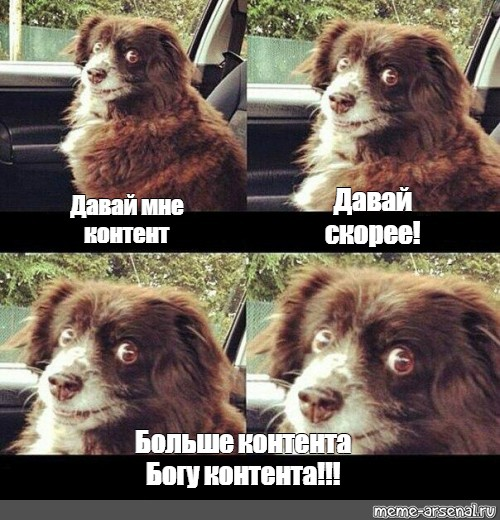 Давай мне
контент
Давай
скорее!
Больше контента
Богу контента!!!
meme-arsenal.ru